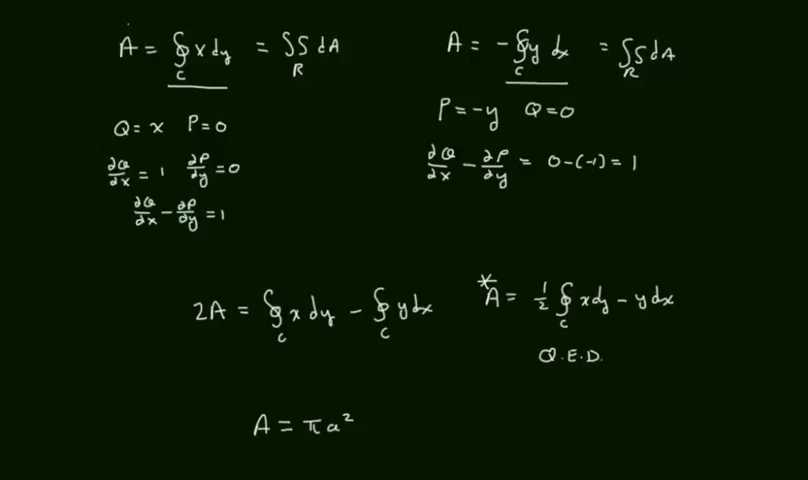 A = ∮_C x dy = ∬_R dA
Q = x P = 0
∂Q/∂x = 1 ∂P/∂y = 0
∂Q/∂x − ∂P/∂y = 1
A = −∮_C y dx = ∬_R dA
P = −y Q = 0
∂Q/∂x − ∂P/∂y = 0 − (−1) = 1
2A = ∮_C x dy − ∮_C y dx
*A = 1/2 ∮_C x dy − y dx
Q.E.D.
A = πa²